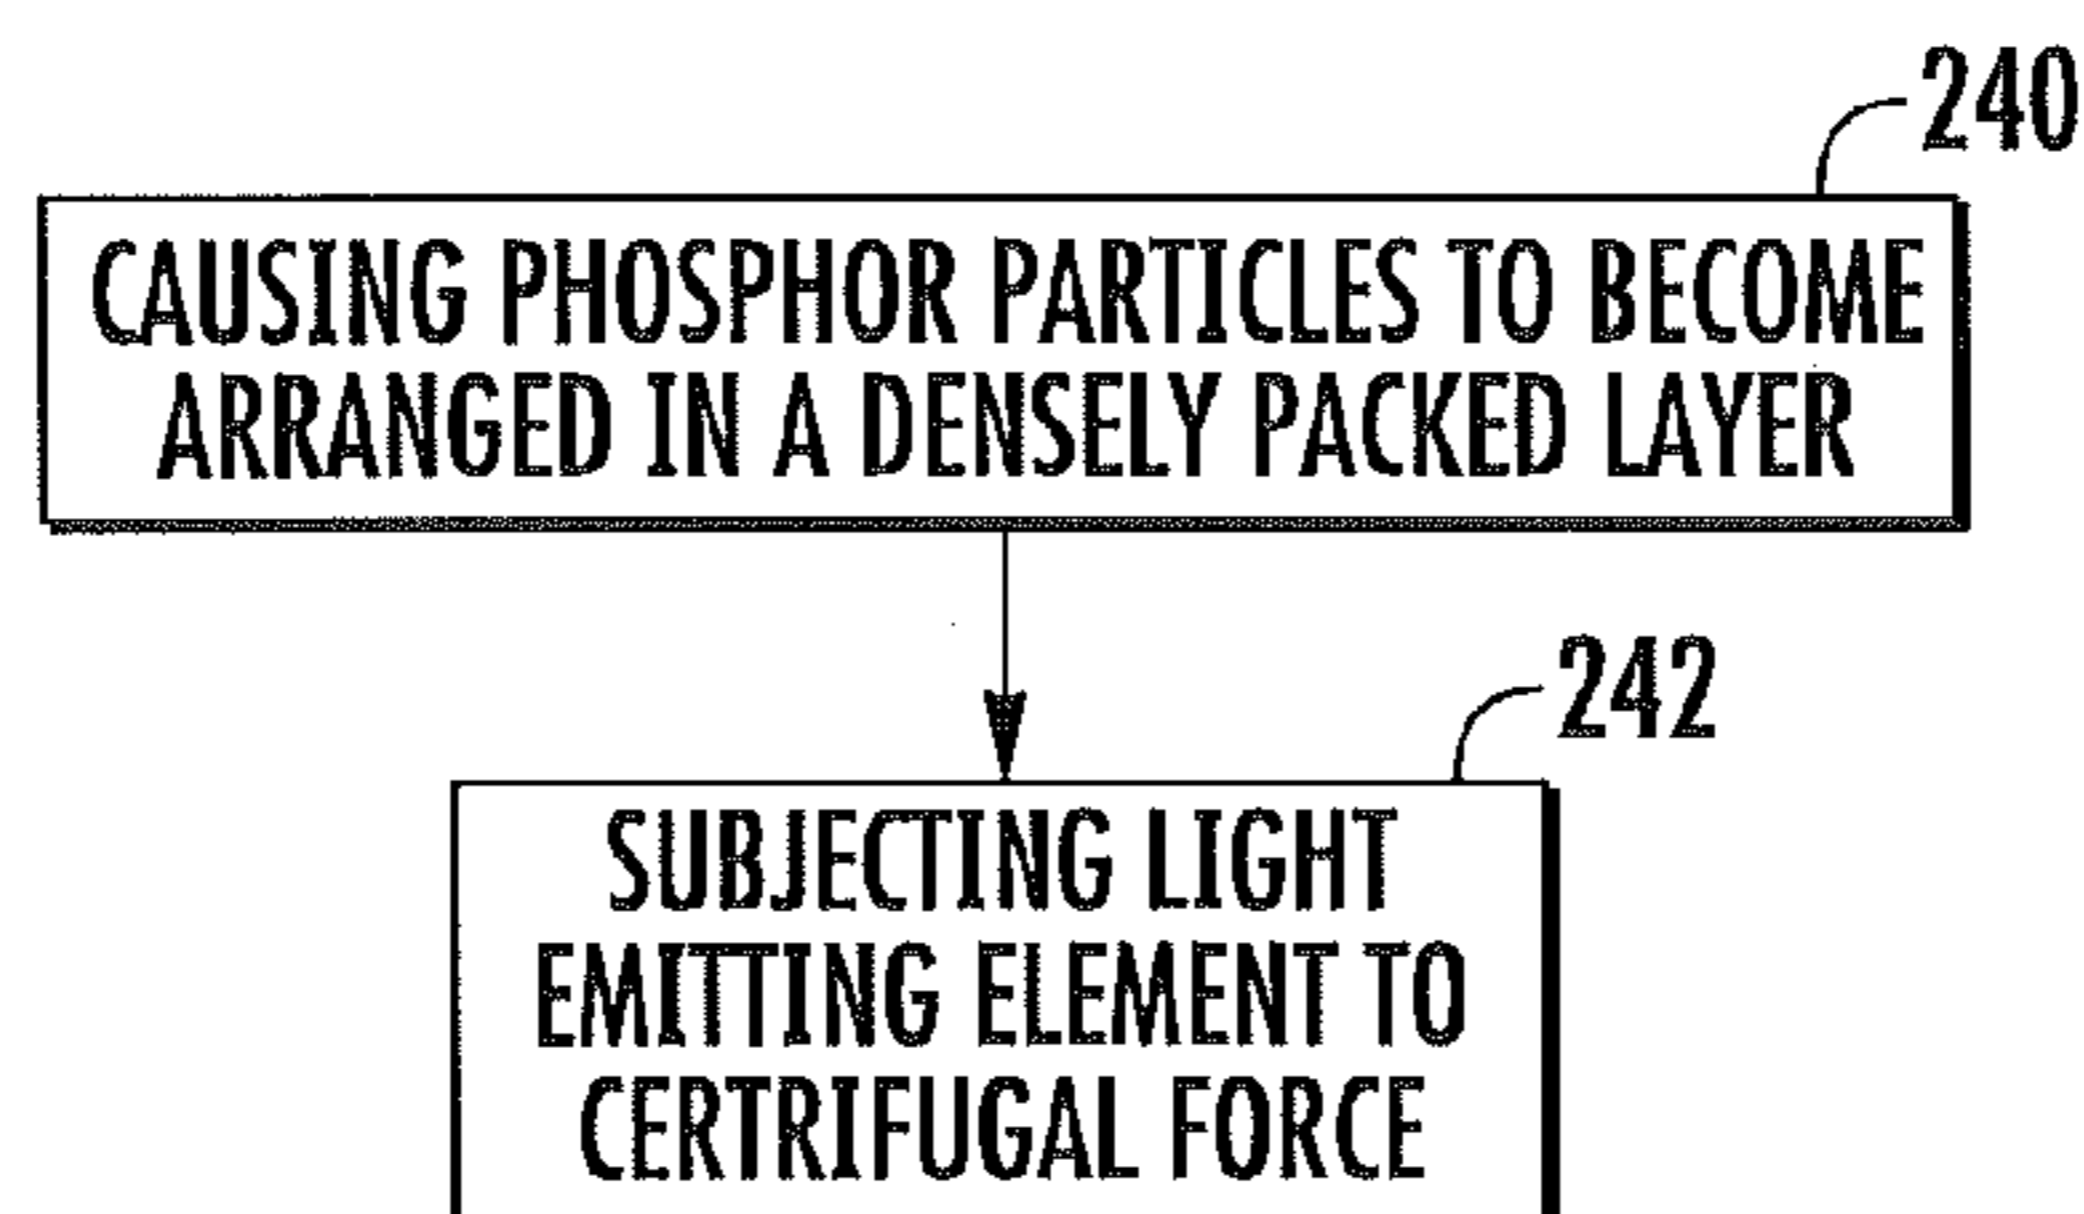 240
CAUSING PHOSPHOR PARTICLES TO BECOME
ARRANGED IN A DENSELY PACKED LAYER
242
SUBJECTING LIGHT
EMITTING ELEMENT TO
CERTRIFUGAL FORCE